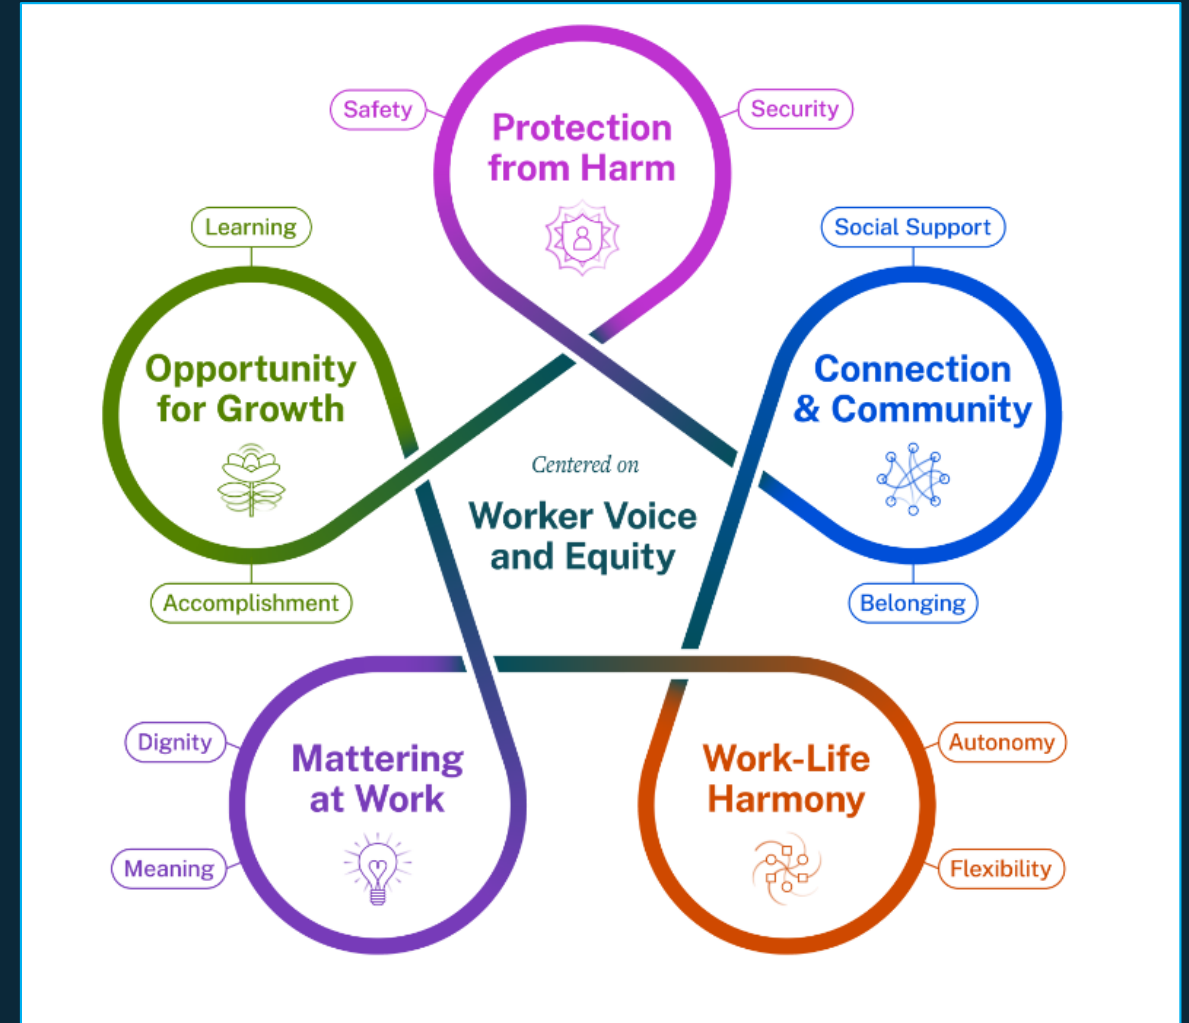 Safety
Security
Protection
from Harm
Learning
Social Support
Opportunity
for Growth
Connection
& Community
Centered on
Worker Voice
and Equity
Accomplishment
Belonging
Dignity
Mattering
at Work
Meaning
Work-Life
Harmony
Autonomy
Flexibility